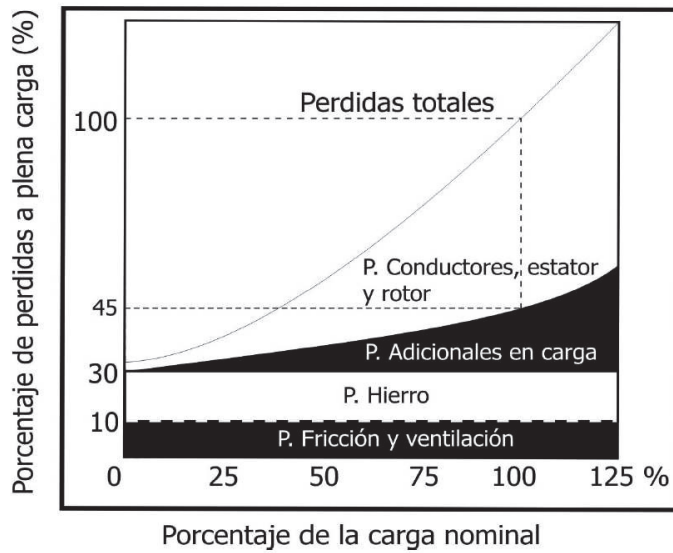 Porcentaje de perdidas a plena carga (%)
100
45
30
10
Perdidas totales
P. Conductores, estator
y rotor
P. Adicionales en carga
P. Hierro
P. Fricción y ventilación
0 25 50 75 100 125 %
Porcentaje de la carga nominal